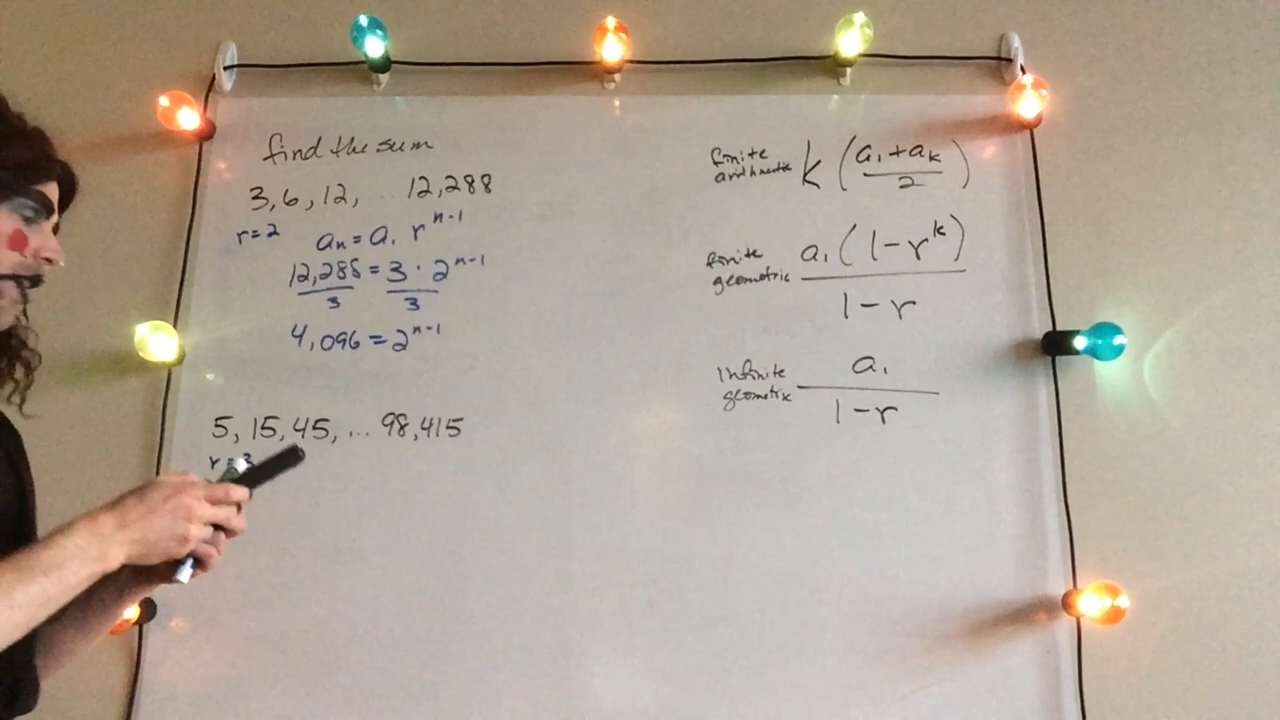 find the sum
3, 6, 12, ... 12,288
r=2
aₙ = a₁ rⁿ⁻¹
12,288 = 3 · 2ⁿ⁻¹
3 3
4,096 = 2ⁿ⁻¹
5, 15, 45, ... 98,415
r =
finite arithmetic k ( a₁ + aₖ / 2 )
finite geometric a₁ ( 1 - rᵏ ) / 1 - r
infinite geometric a₁ / 1 - r